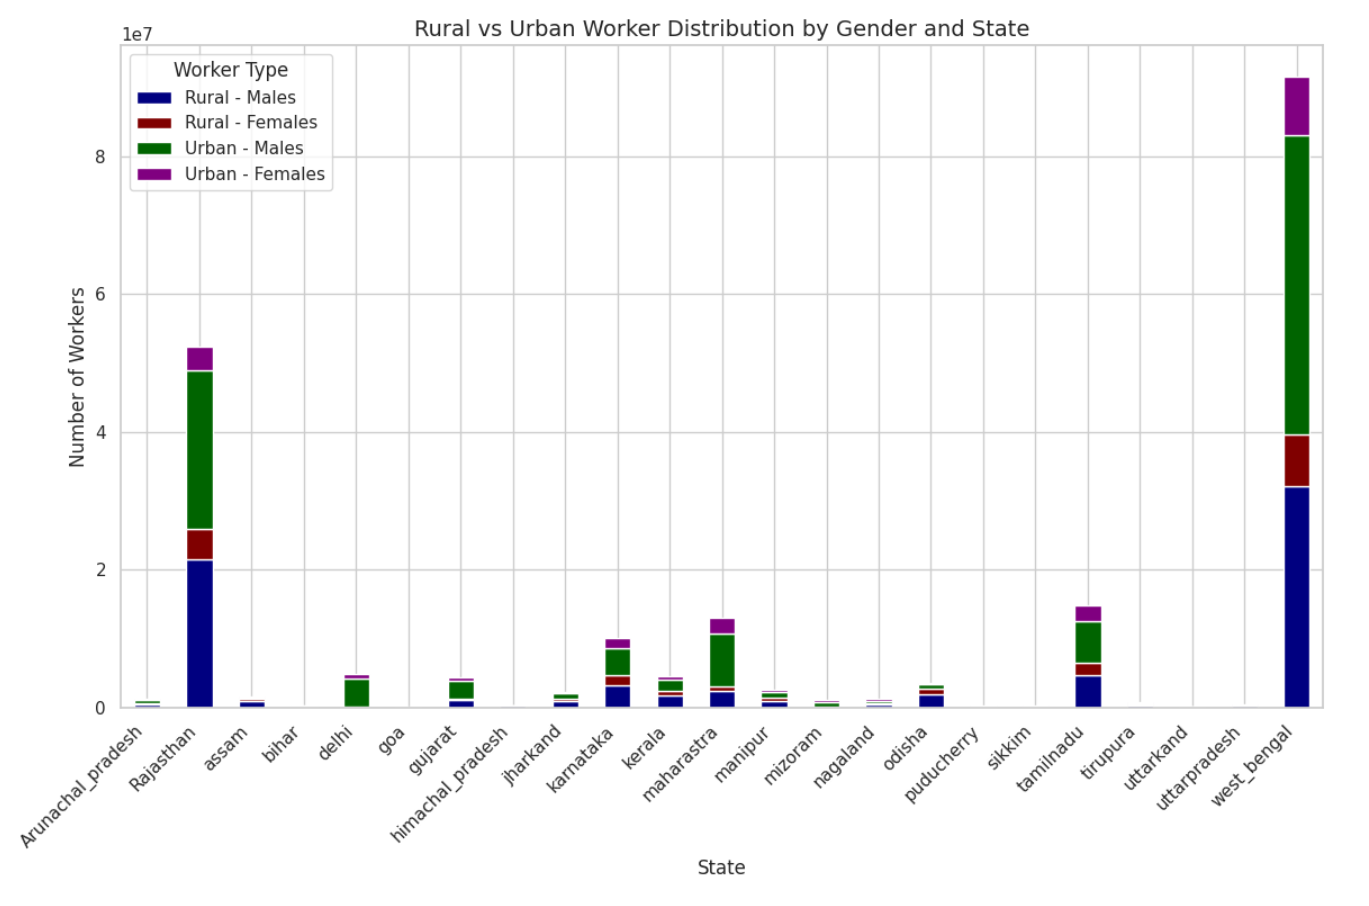 Rural vs Urban Worker Distribution by Gender and State
1e7
Worker Type
Rural - Males
Rural - Females
Urban - Males
Urban - Females
Number of Workers
8
6
4
2
0
Arunachal_pradesh
Rajasthan
assam
bihar
delhi
goa
gujarat
himachal_pradesh
jharkand
karnataka
kerala
maharastra
manipur
mizoram
nagaland
odisha
puducherry
sikkim
tamilnadu
tirupura
uttarkand
uttarpradesh
west_bengal
State